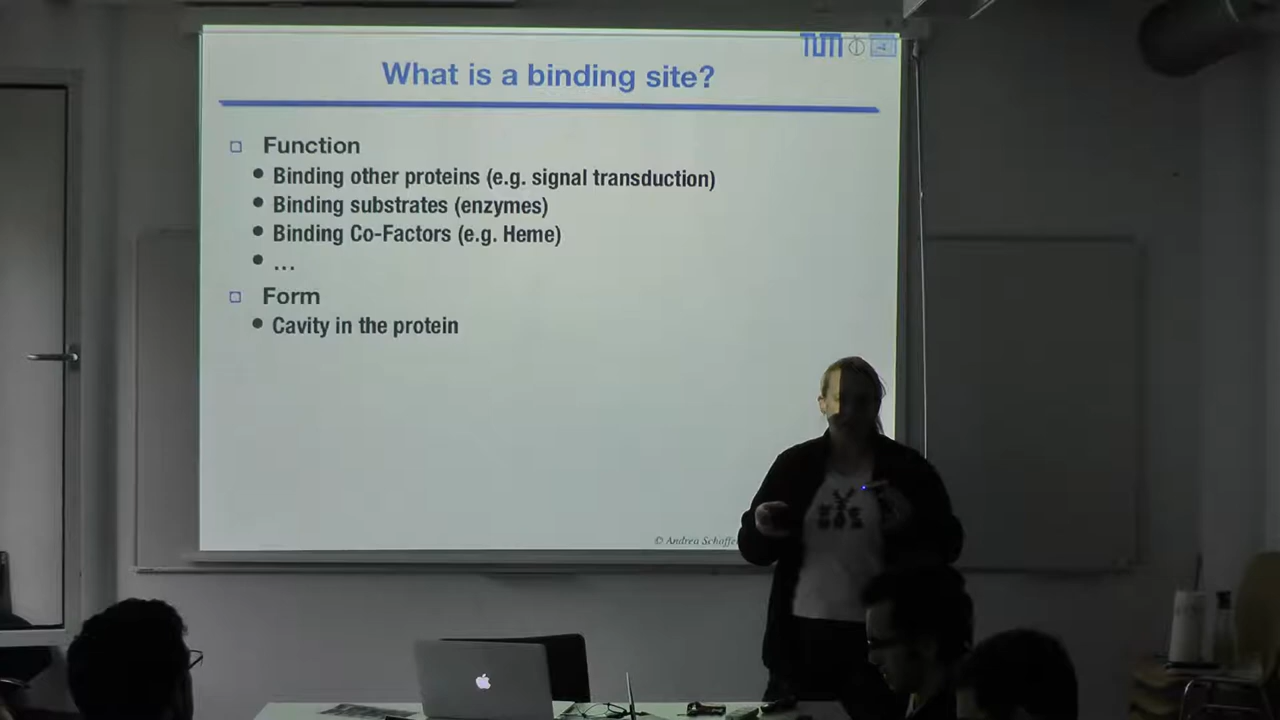 TUM
What is a binding site?
Function
Binding other proteins (e.g. signal transduction)
Binding substrates (enzymes)
Binding Co-Factors (e.g. Heme)
...
Form
Cavity in the protein
© Andrea